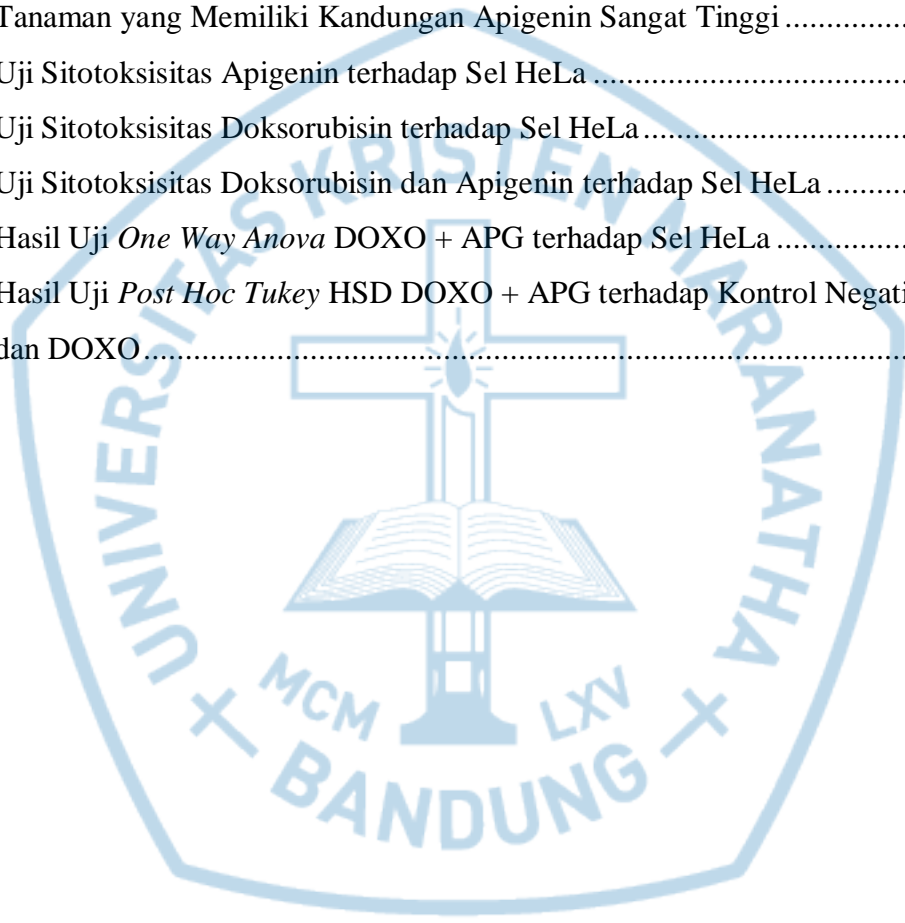 Tanaman yang Memiliki Kandungan Apigenin Sangat Tinggi ..............
Uji Sitotoksisitas Apigenin terhadap Sel HeLa ....................................
Uji Sitotoksisitas Doksorubisin terhadap Sel HeLa ..............................
Uji Sitotoksisitas Doksorubisin dan Apigenin terhadap Sel HeLa ..........
Hasil Uji One Way Anova DOXO + APG terhadap Sel HeLa ...............
Hasil Uji Post Hoc Tukey HSD DOXO + APG terhadap Kontrol Negati
dan DOXO ...................................................................................
UNIVERSITAS KRISTEN MARANATHA
MCM LXV
BANDUNG